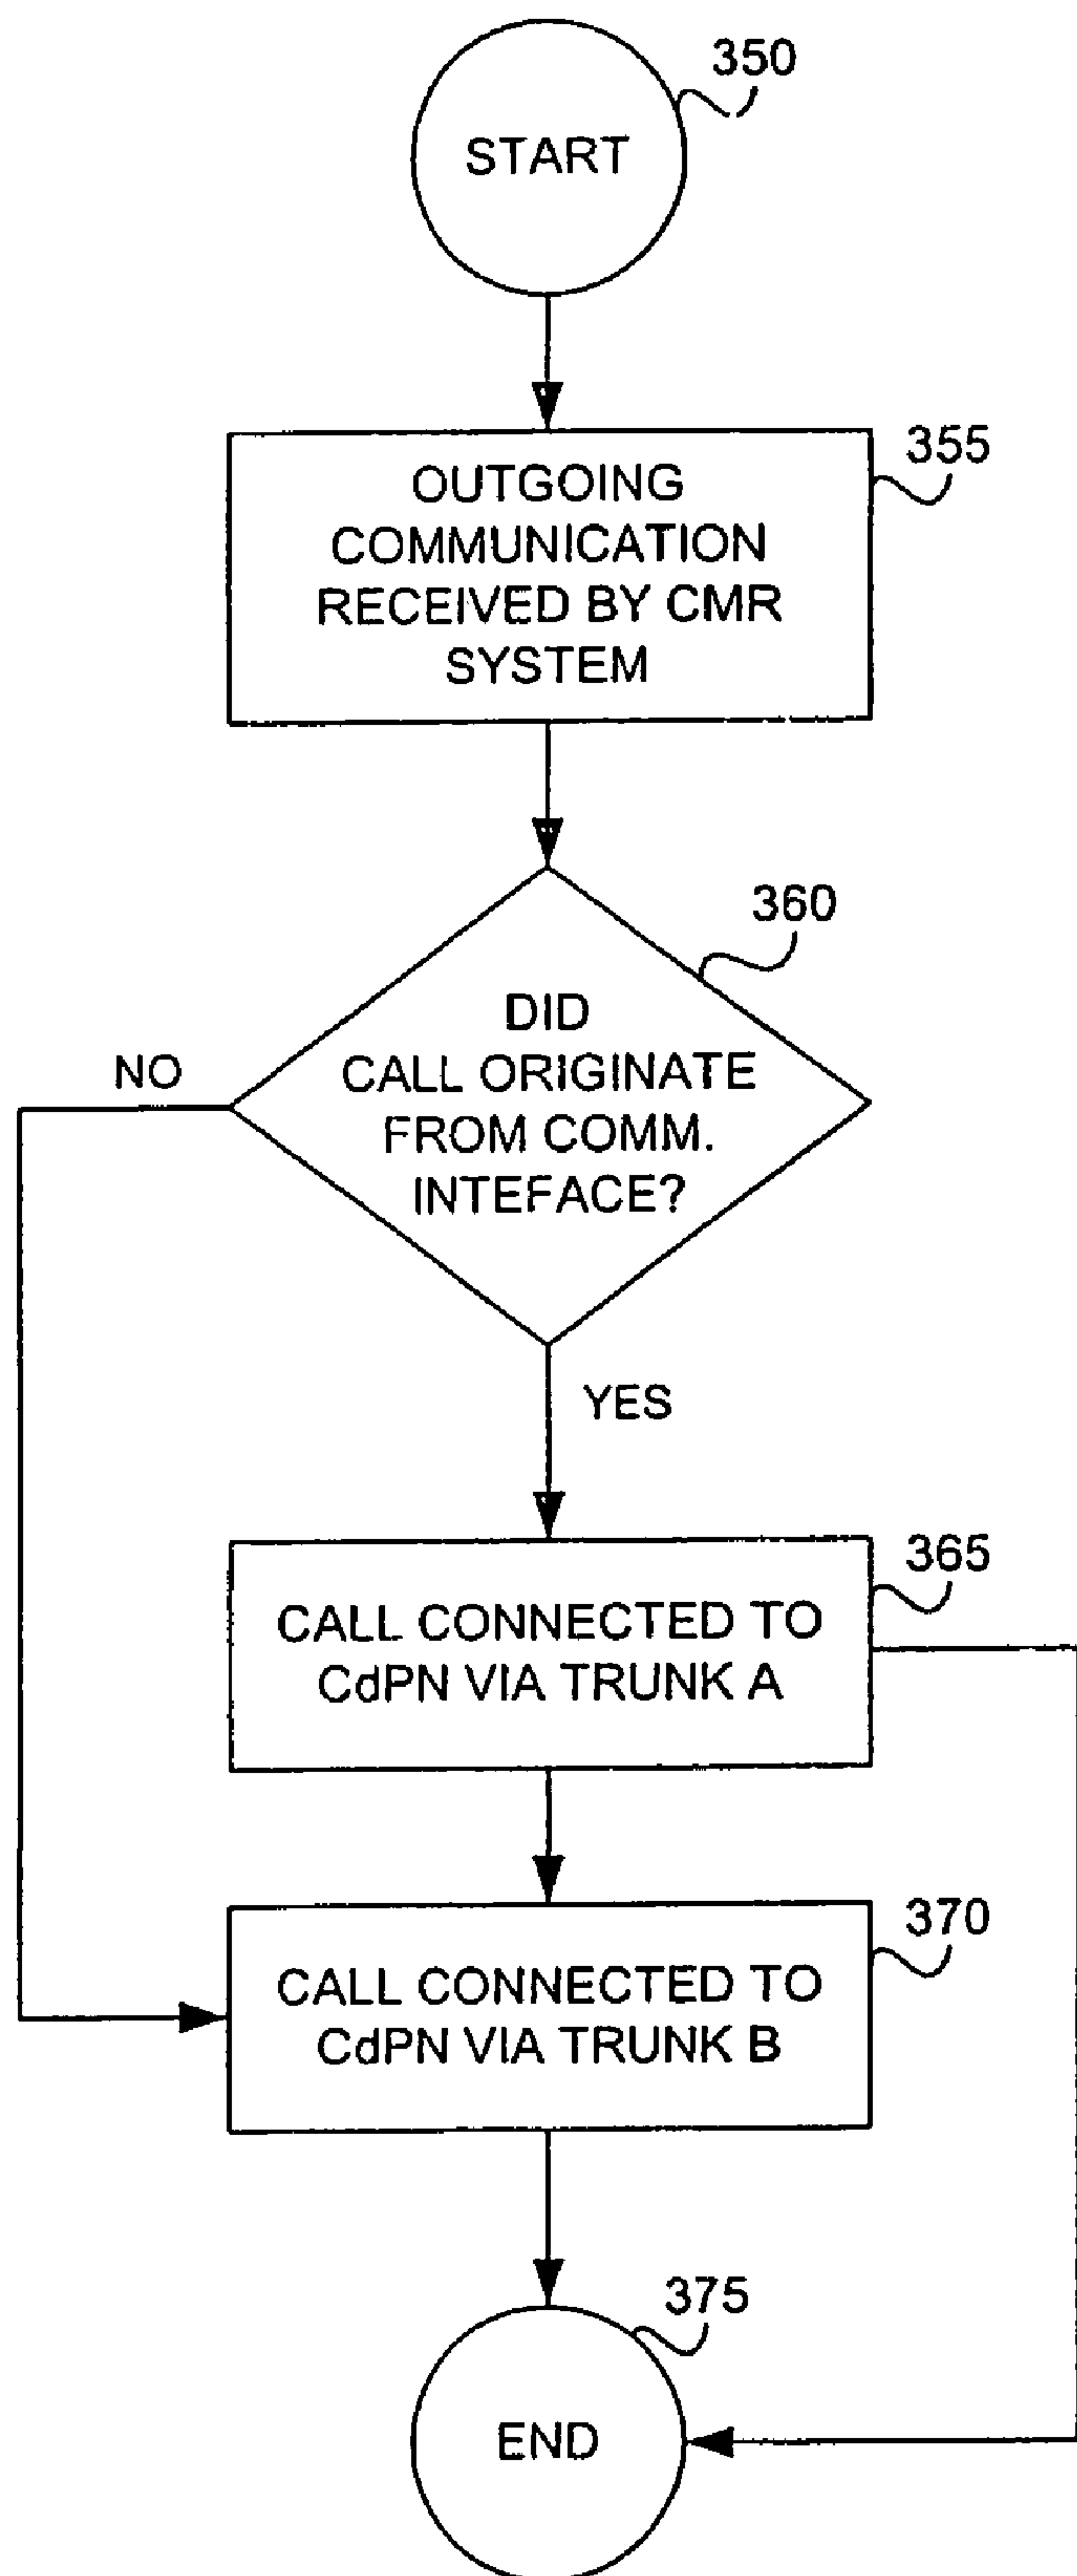 350
START
355
OUTGOING
COMMUNICATION
RECEIVED BY CMR
SYSTEM
360
DID
CALL ORIGINATE
FROM COMM.
INTEFACE?
NO
YES
365
CALL CONNECTED TO
CdPN VIA TRUNK A
370
CALL CONNECTED TO
CdPN VIA TRUNK B
375
END